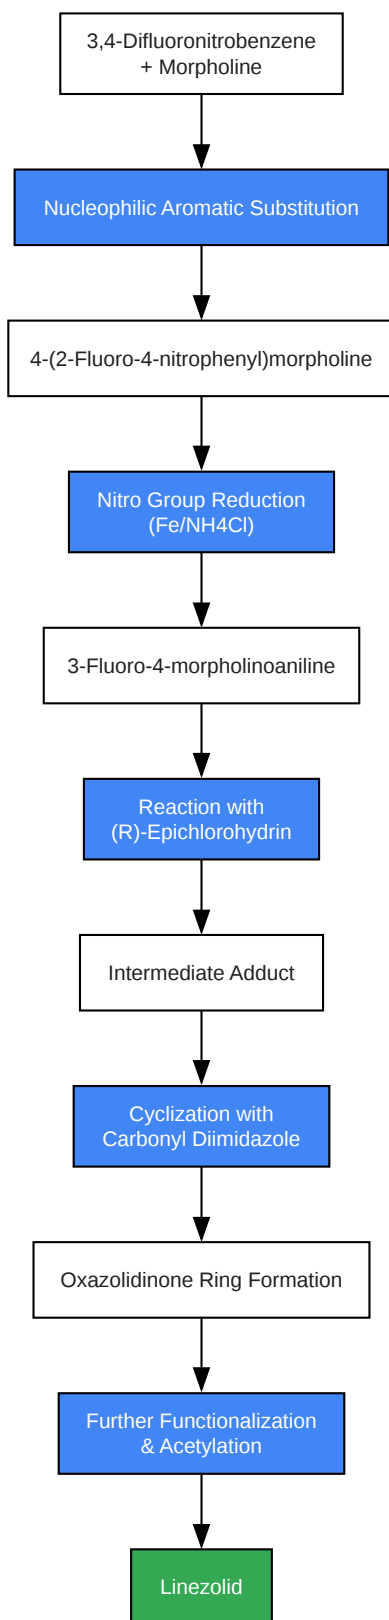 3,4-Difluoronitrobenzene
+ Morpholine
Nucleophilic Aromatic Substitution
4-(2-Fluoro-4-nitrophenyl)morpholine
Nitro Group Reduction
(Fe/NH4Cl)
3-Fluoro-4-morpholinoaniline
Reaction with
(R)-Epichlorohydrin
Intermediate Adduct
Cyclization with
Carbonyl Diimidazole
Oxazolidinone Ring Formation
Further Functionalization
& Acetylation
Linezolid